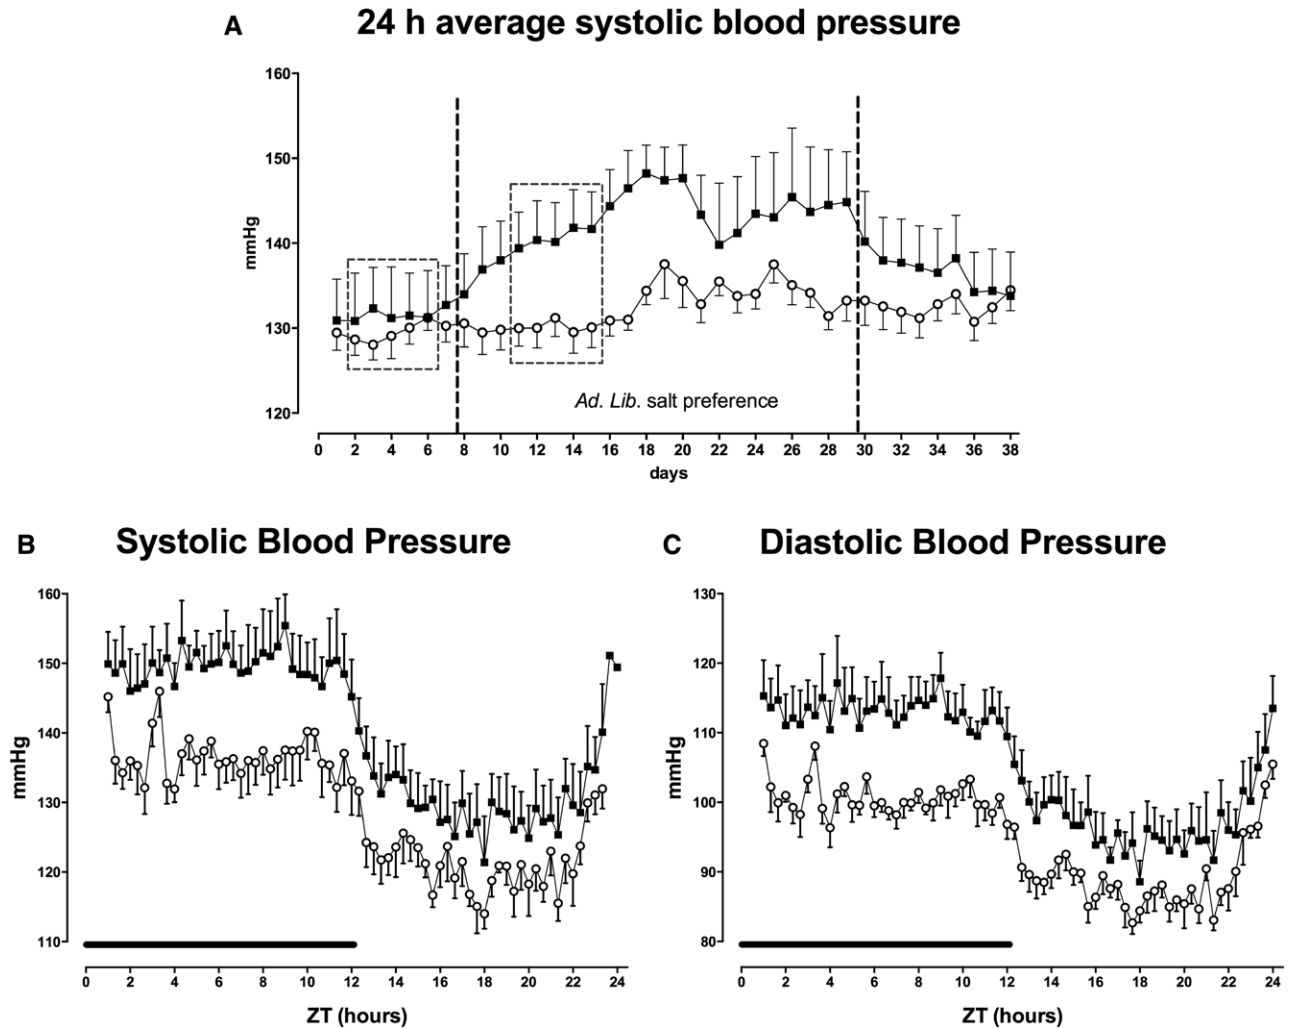 A
24 h average systolic blood pressure
160
150
140
130
120
mmHg
Ad. Lib. salt preference
0 2 4 6 8 10 12 14 16 18 20 22 24 26 28 30 32 34 36 38
days
B
Systolic Blood Pressure
160
150
140
130
120
110
mmHg
0 2 4 6 8 10 12 14 16 18 20 22 24
ZT (hours)
C
Diastolic Blood Pressure
130
120
110
100
90
80
mmHg
0 2 4 6 8 10 12 14 16 18 20 22 24
ZT (hours)